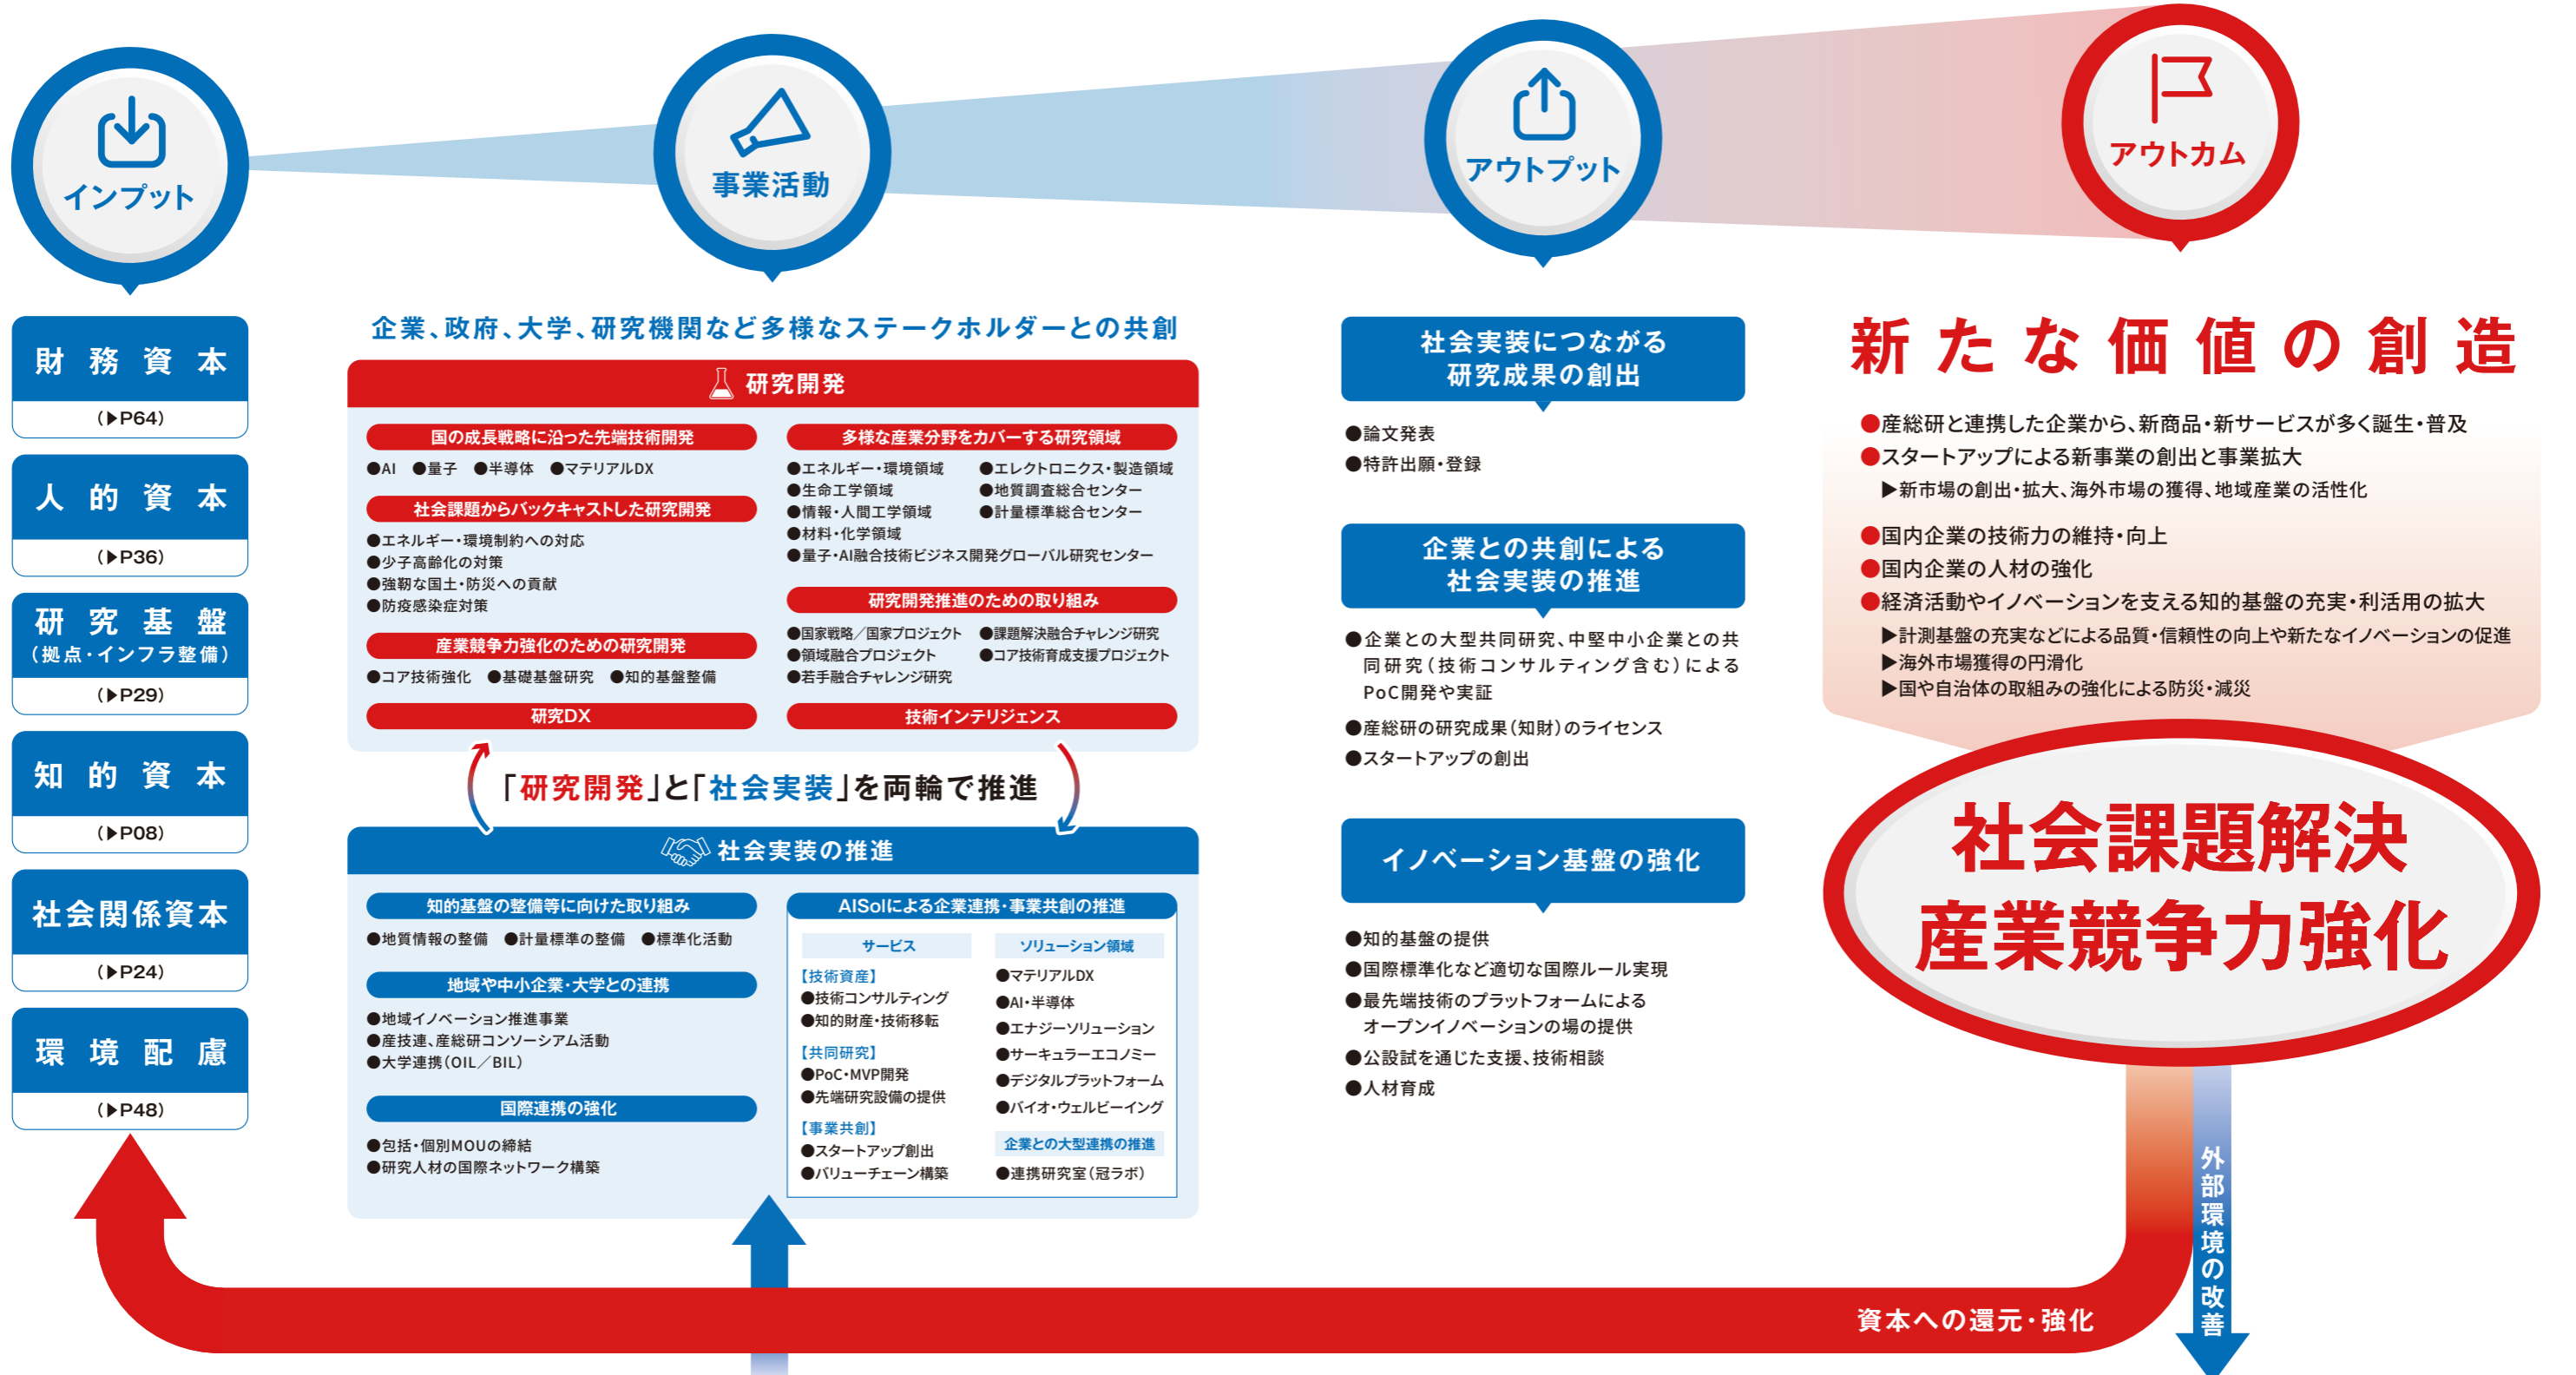 インプット
事業活動
アウトプット
アウトカム
財務資本
(▶P64)
人的資本
(▶P36)
研究基盤
(拠点・インフラ整備)
(▶P29)
知的資本
(▶P08)
社会関係資本
(▶P24)
環境配慮
(▶P48)
企業、政府、大学、研究機関など多様なステークホルダーとの共創
研究開発
国の成長戦略に沿った先端技術開発
●AI ●量子 ●半導体 ●マテリアルDX
社会課題からバックキャストした研究開発
●エネルギー・環境制約への対応
●少子高齢化の対策
●強靭な国土・防災への貢献
●防疫感染症対策
産業競争力強化のための研究開発
●コア技術強化 ●基礎基盤研究 ●知的基盤整備
研究DX
多様な産業分野をカバーする研究領域
●エネルギー・環境領域 ●エレクトロニクス・製造領域
●生命工学領域 ●地質調査総合センター
●情報・人間工学領域 ●計量標準総合センター
●材料・化学領域
●量子・AI融合技術ビジネス開発グローバル研究センター
研究開発推進のための取り組み
●国家戦略／国家プロジェクト ●課題解決融合チャレンジ研究
●領域融合プロジェクト ●コア技術育成支援プロジェクト
●若手融合チャレンジ研究
技術インテリジェンス
「研究開発」と「社会実装」を両輪で推進
社会実装の推進
知的基盤の整備等に向けた取り組み
●地質情報の整備 ●計量標準の整備 ●標準化活動
地域や中小企業・大学との連携
●地域イノベーション推進事業
●産技連、産総研コンソーシアム活動
●大学連携（OIL／BIL）
国際連携の強化
●包括・個別MOUの締結
●研究人材の国際ネットワーク構築
AISolによる企業連携・事業共創の推進
サービス
【技術資産】
●技術コンサルティング
●知的財産・技術移転
【共同研究】
●PoC・MVP開発
●先端研究設備の提供
【事業共創】
●スタートアップ創出
●バリューチェーン構築
ソリューション領域
●マテリアルDX
●AI・半導体
●エナジーソリューション
●サーキュラーエコノミー
●デジタルプラットフォーム
●バイオ・ウェルビーイング
企業との大型連携の推進
●連携研究室（冠ラボ）
社会実装につながる
研究成果の創出
●論文発表
●特許出願・登録
企業との共創による
社会実装の推進
●企業との大型共同研究、中堅中小企業との共
同研究（技術コンサルティング含む）による
PoC開発や実証
●産総研の研究成果（知財）のライセンス
●スタートアップの創出
イノベーション基盤の強化
●知的基盤の提供
●国際標準化など適切な国際ルール実現
●最先端技術のプラットフォームによる
オープンイノベーションの場の提供
●公設試を通じた支援、技術相談
●人材育成
新たな価値の創造
●産総研と連携した企業から、新商品・新サービスが多く誕生・普及
●スタートアップによる新事業の創出と事業拡大
▶新市場の創出・拡大、海外市場の獲得、地域産業の活性化
●国内企業の技術力の維持・向上
●国内企業の人材の強化
●経済活動やイノベーションを支える知的基盤の充実・利活用の拡大
▶計測基盤の充実などによる品質・信頼性の向上や新たなイノベーションの促進
▶海外市場獲得の円滑化
▶国や自治体の取組みの強化による防災・減災
社会課題解決
産業競争力強化
外部環境の改善
資本への還元・強化